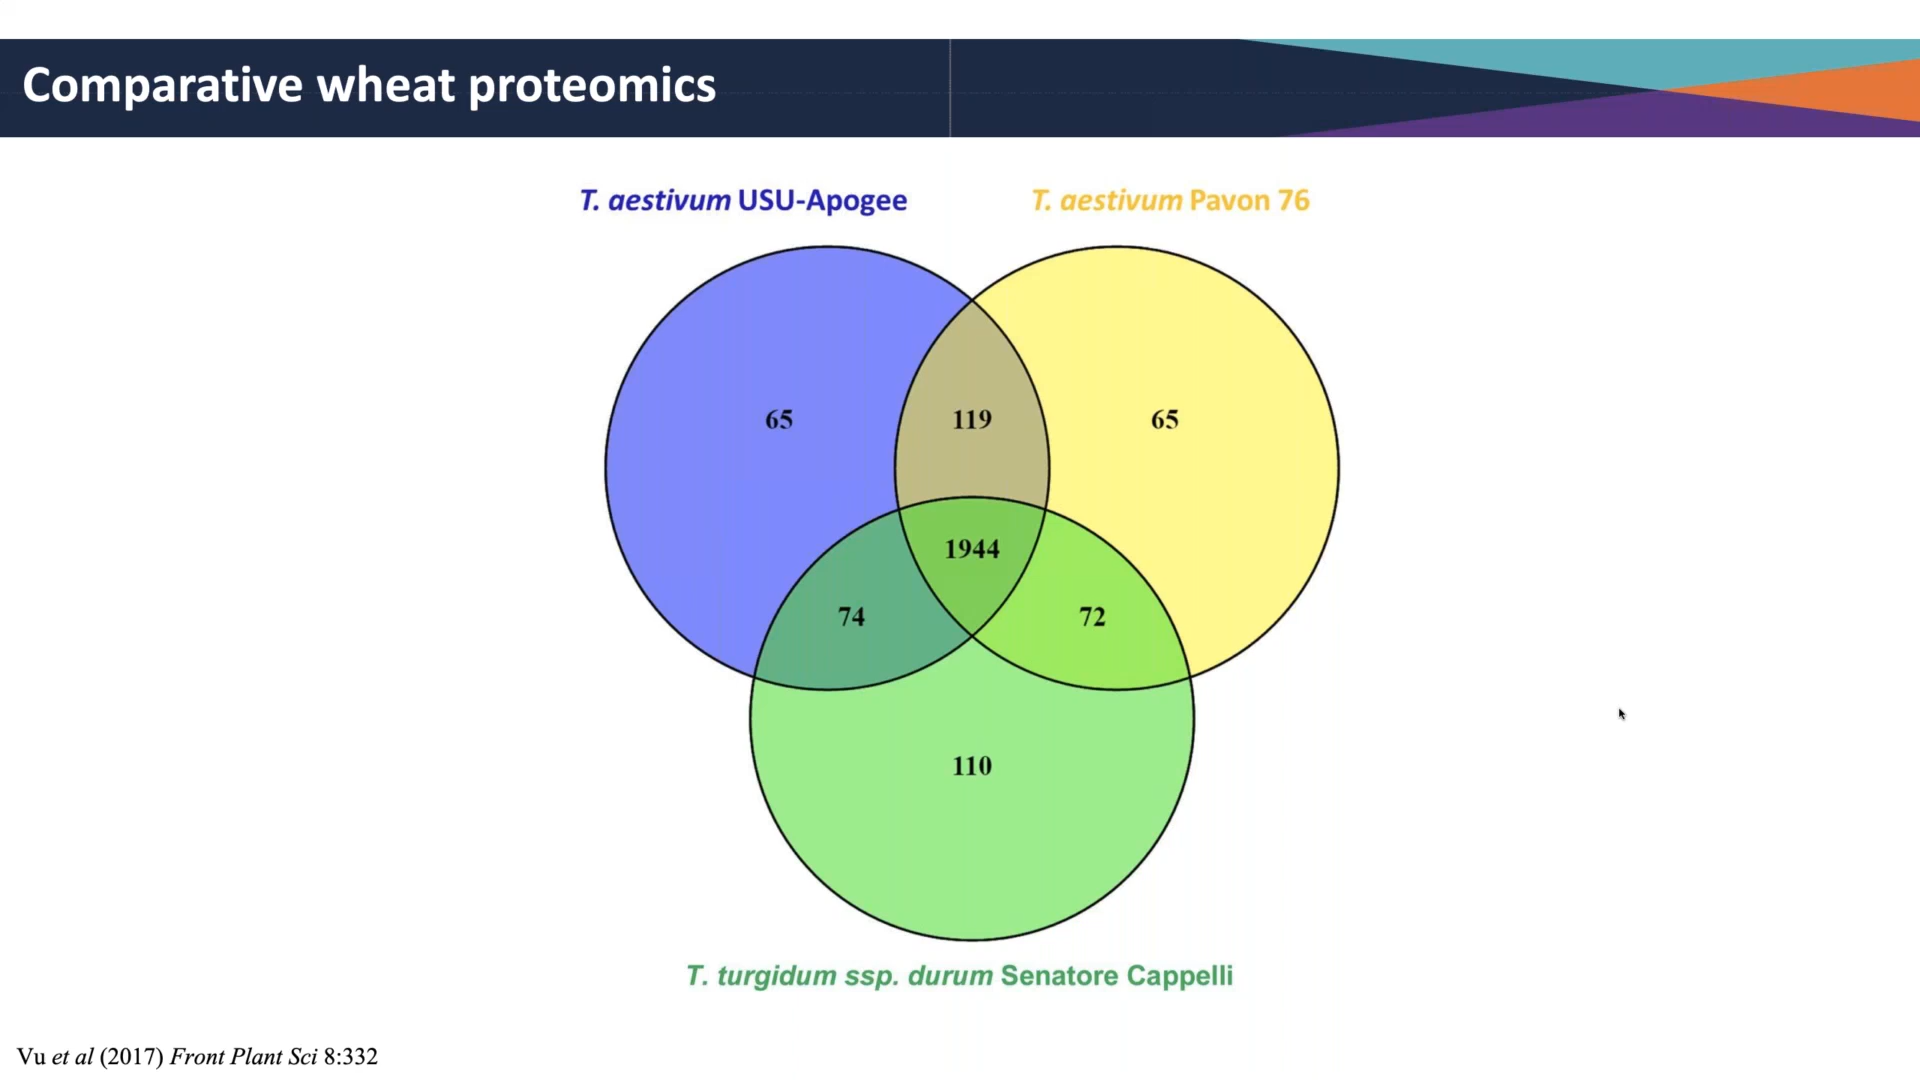 Comparative wheat proteomics
T. aestivum USU-Apogee
T. aestivum Pavon 76
65
119
65
1944
74
72
110
T. turgidum ssp. durum Senatore Cappelli
Vu et al (2017) Front Plant Sci 8:332